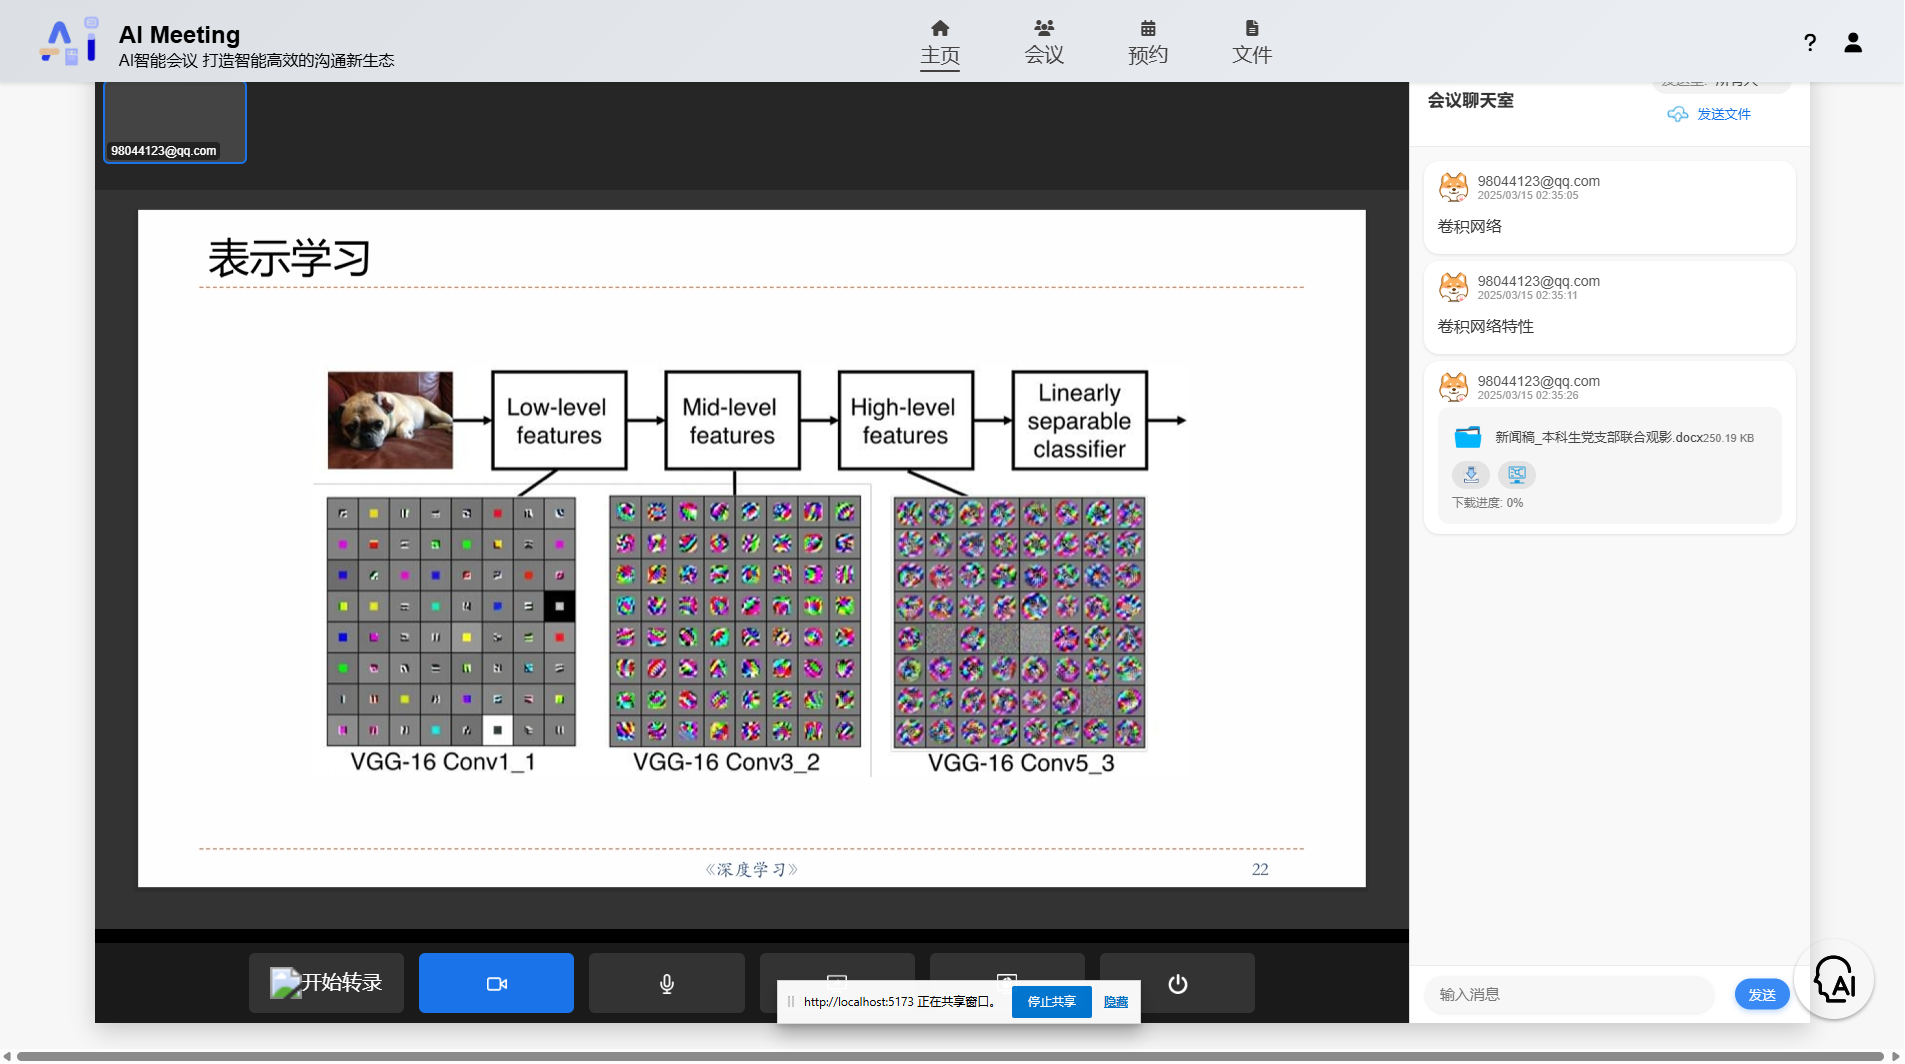 AI Meeting
AI智能会议 打造智能高效的沟通新生态
主页
会议
预约
文件
?
98044123@qq.com
会议聊天室
发送至: 所有人
发送文件
98044123@qq.com
2025/03/15 02:35:05
卷积网络
98044123@qq.com
2025/03/15 02:35:11
卷积网络特性
98044123@qq.com
2025/03/15 02:35:26
新闻稿_本科生党支部联合观影.docx250.19 KB
下载进度: 0%
表示学习
Low-level
features
Mid-level
features
High-level
features
Linearly
separable
classifier
VGG-16 Conv1_1
VGG-16 Conv3_2
VGG-16 Conv5_3
《深度学习》
22
开始转录
http://localhost:5173 正在共享窗口。
停止共享
隐藏
输入消息
发送
AI